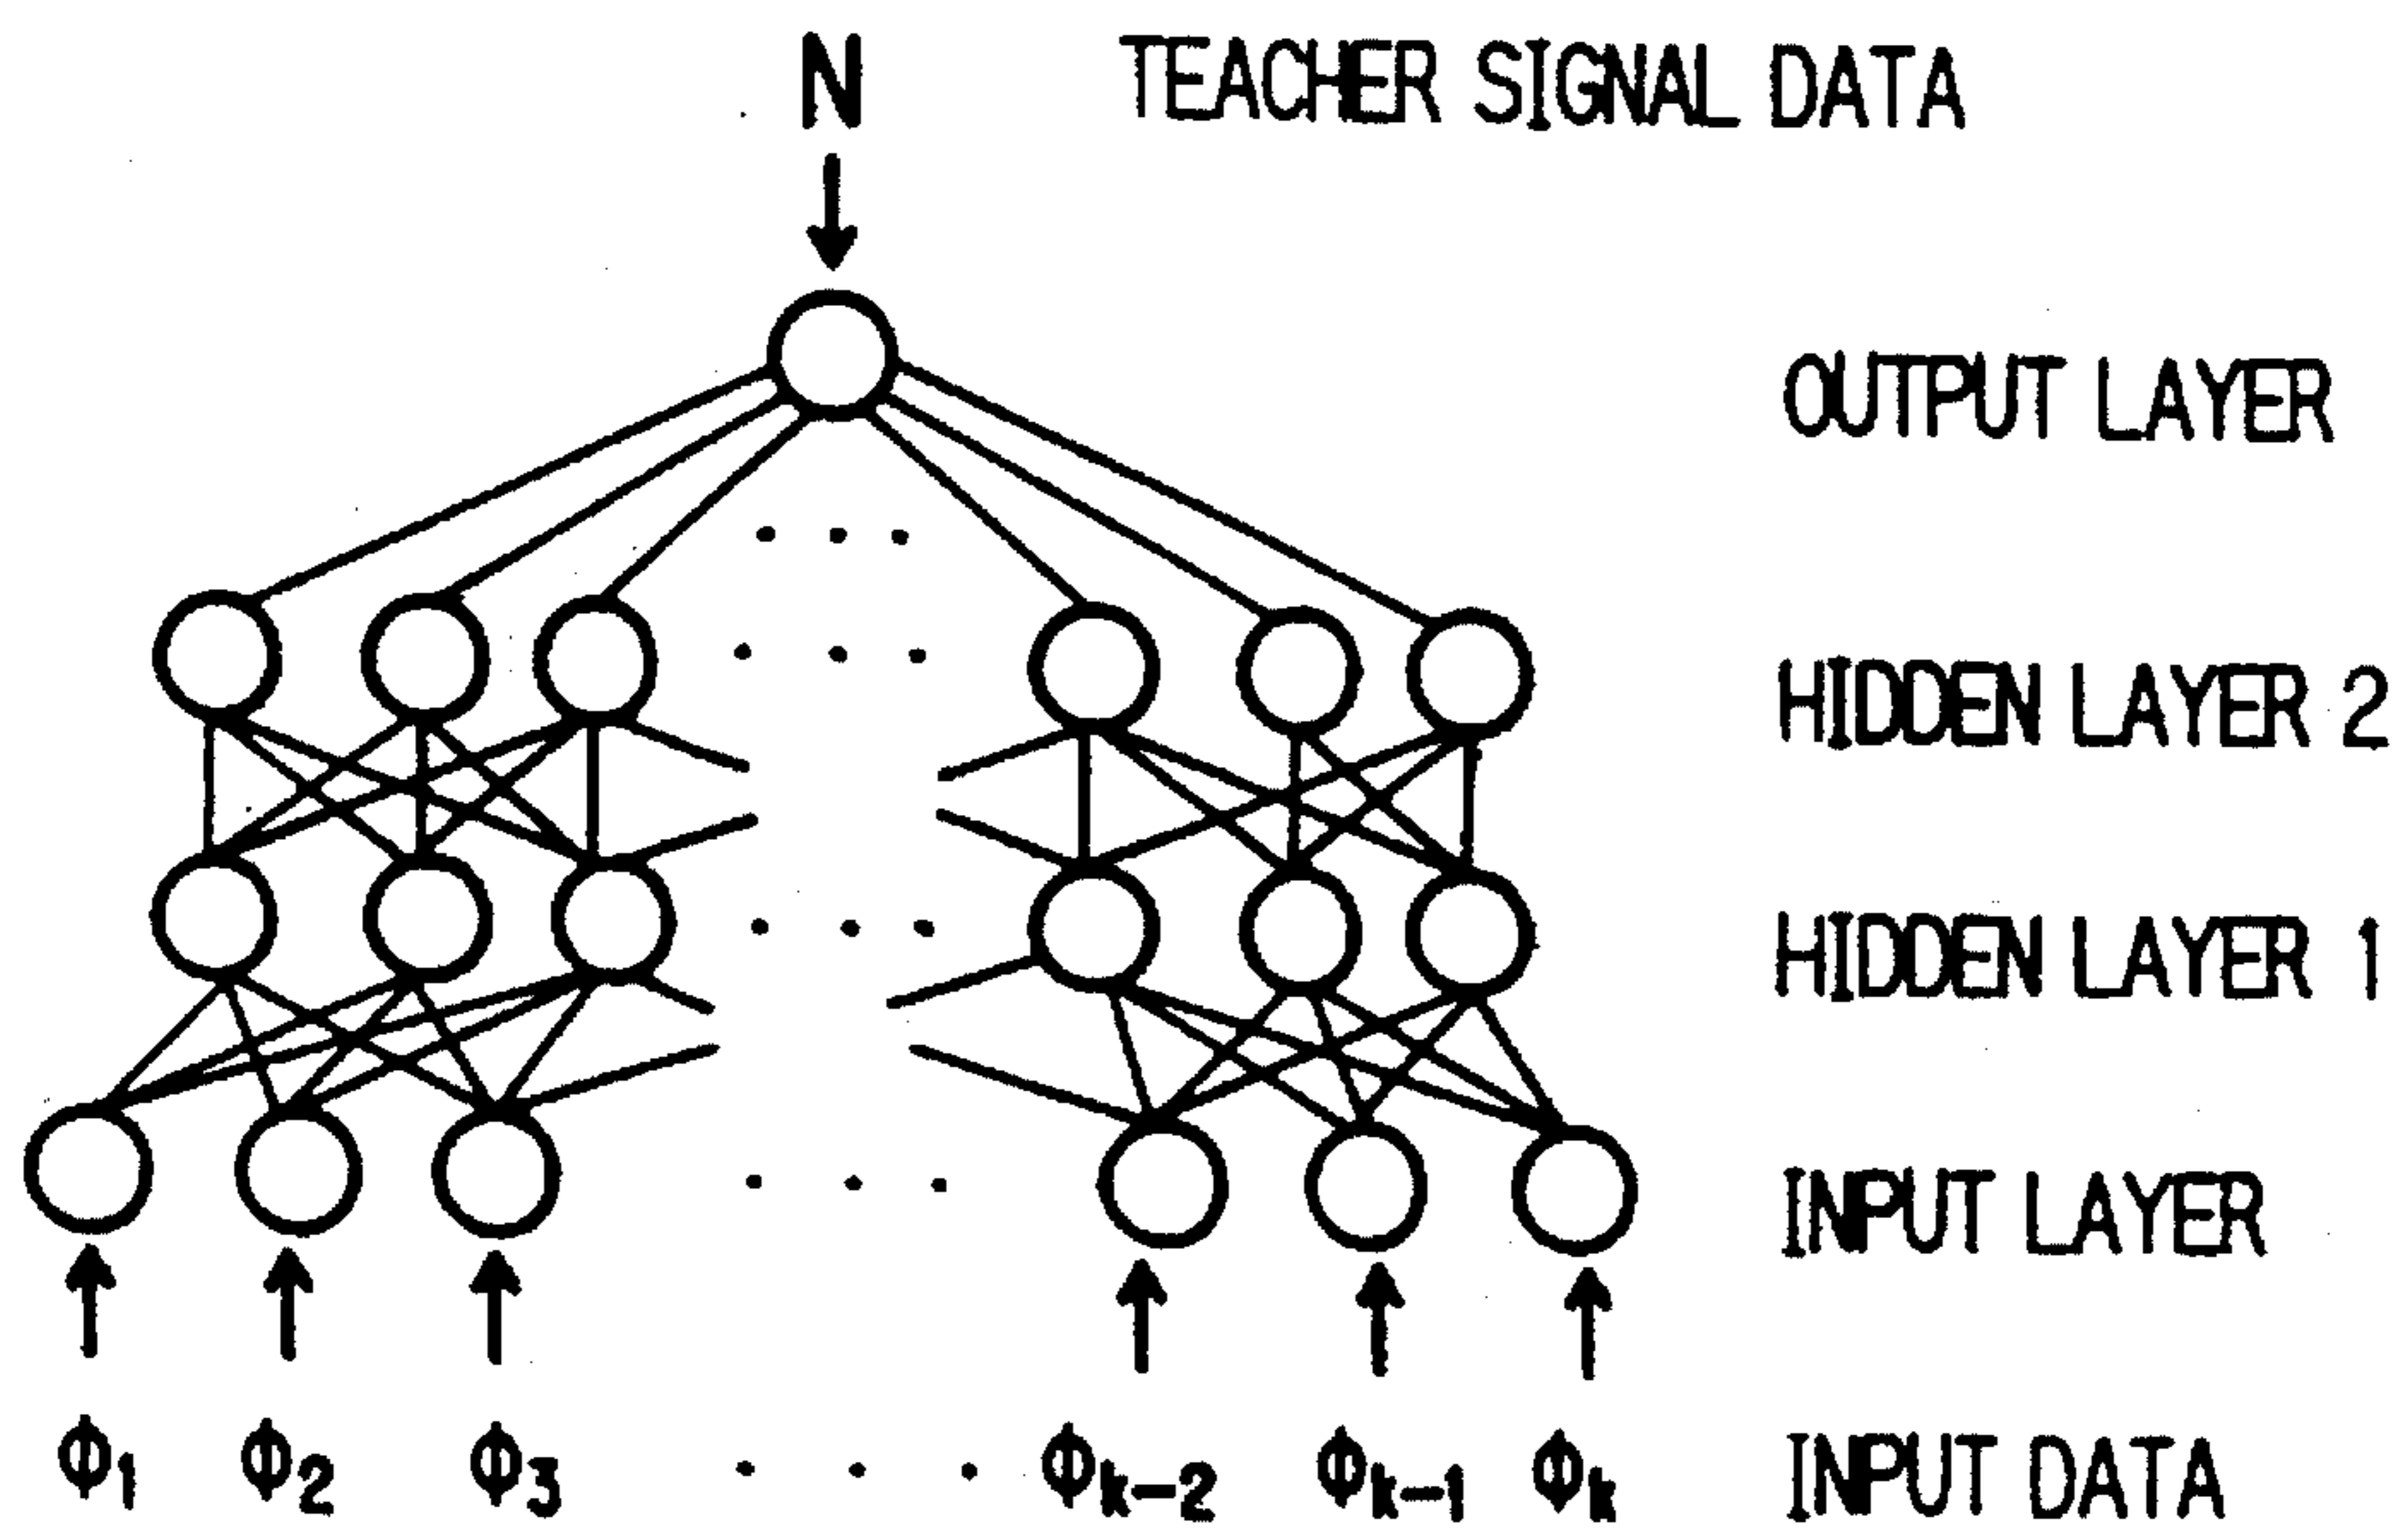 N TEACHER SIGNAL DATA
OUTPUT LAYER
HIDDEN LAYER 2
HIDDEN LAYER 1
INPUT LAYER
Φ1 Φ2 Φ3 . . . Φk-2 Φk-1 Φk INPUT DATA